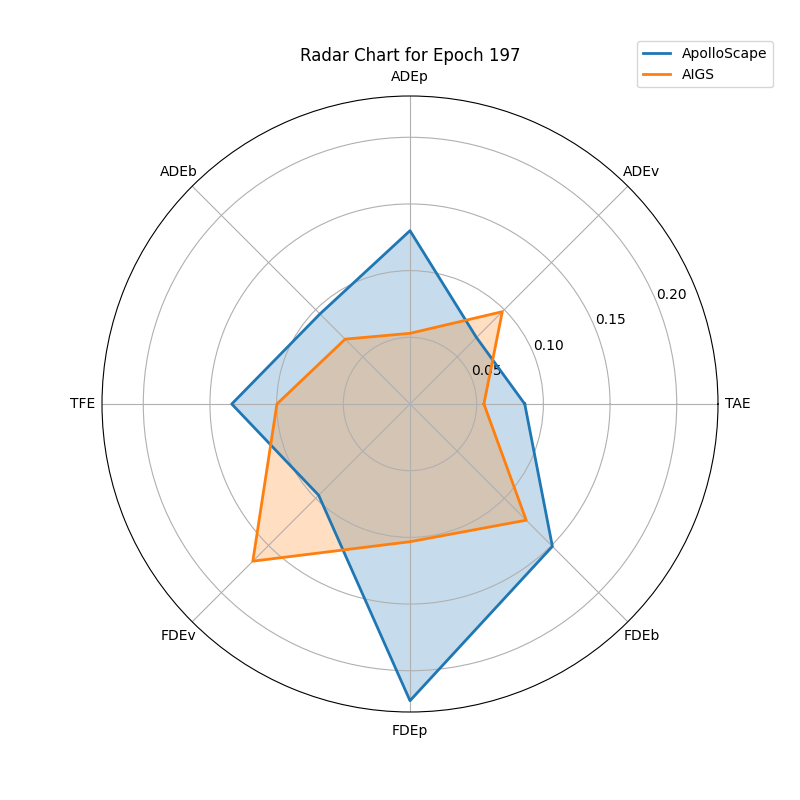 Radar Chart for Epoch 197
ApolloScape
AIGS
ADEp
ADEb
ADEv
0.20
0.15
0.10
0.05
TFE
TAE
FDEv
FDEb
FDEp